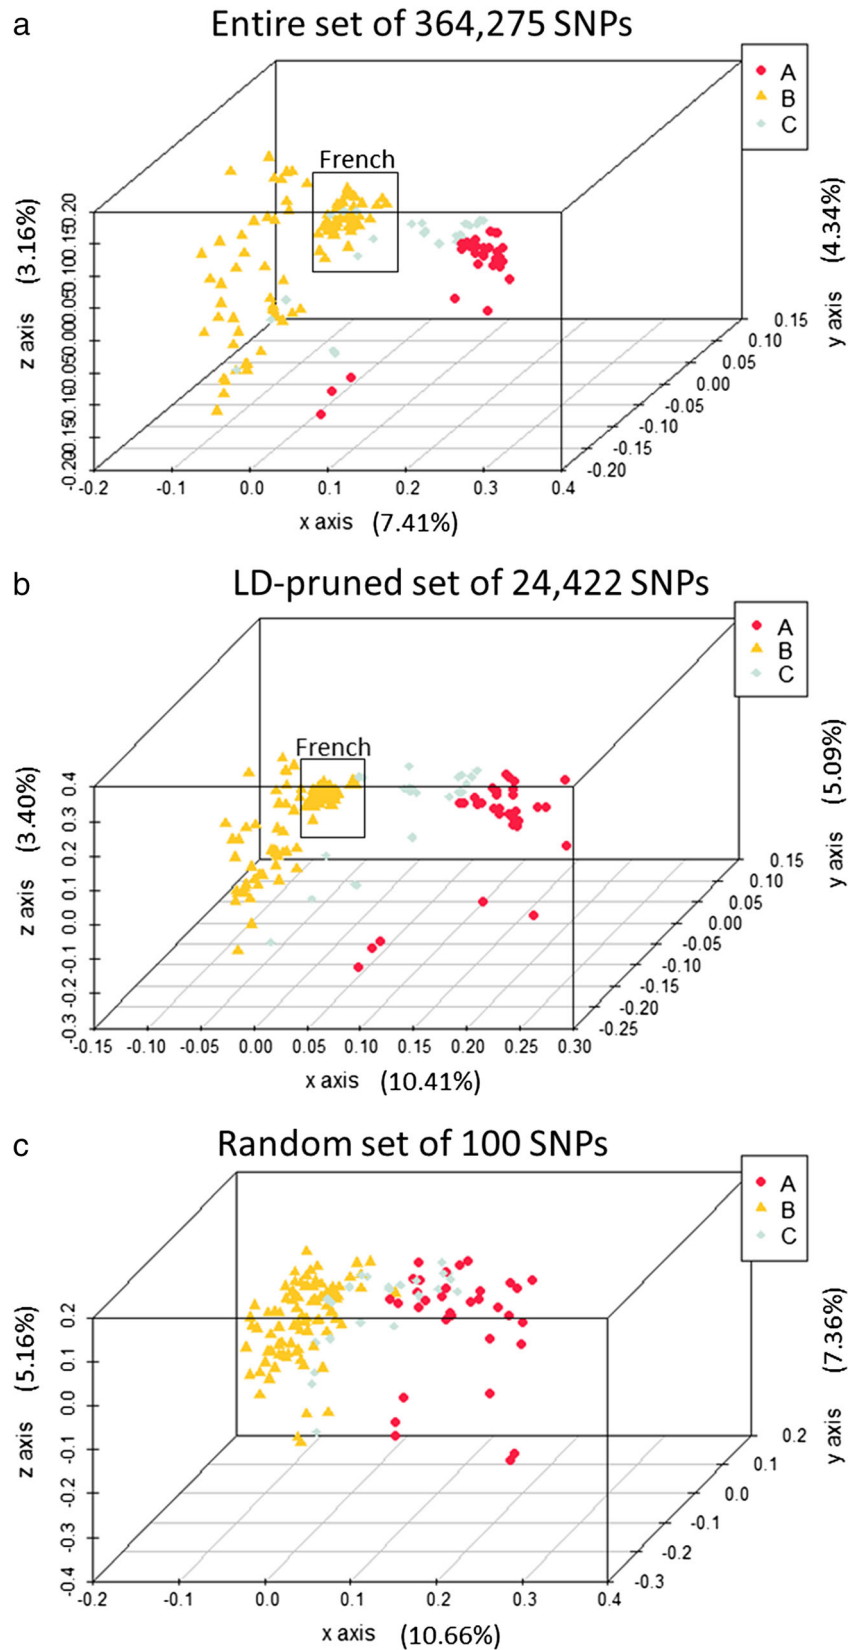 a
Entire set of 364,275 SNPs
A
B
C
French
z axis (3.16%)
0.15
0.10
0.05
0.00
-0.05
-0.10
-0.15
-0.20
y axis (4.34%)
-0.2 -0.1 0.0 0.1 0.2 0.3 0.4
x axis (7.41%)
b
LD-pruned set of 24,422 SNPs
A
B
C
French
z axis (3.40%)
0.4
0.3
0.2
0.1
0.0
-0.1
-0.2
-0.3
0.15
0.10
0.05
0.00
-0.05
-0.10
-0.15
-0.20
-0.25
y axis (5.09%)
-0.15 -0.10 -0.05 0.00 0.05 0.10 0.15 0.20 0.25 0.30
x axis (10.41%)
c
Random set of 100 SNPs
A
B
C
z axis (5.16%)
0.2
0.1
0.0
-0.1
-0.2
-0.3
-0.4
0.2
0.1
0.0
-0.1
-0.2
-0.3
y axis (7.36%)
-0.2 -0.1 0.0 0.1 0.2 0.3 0.4
x axis (10.66%)